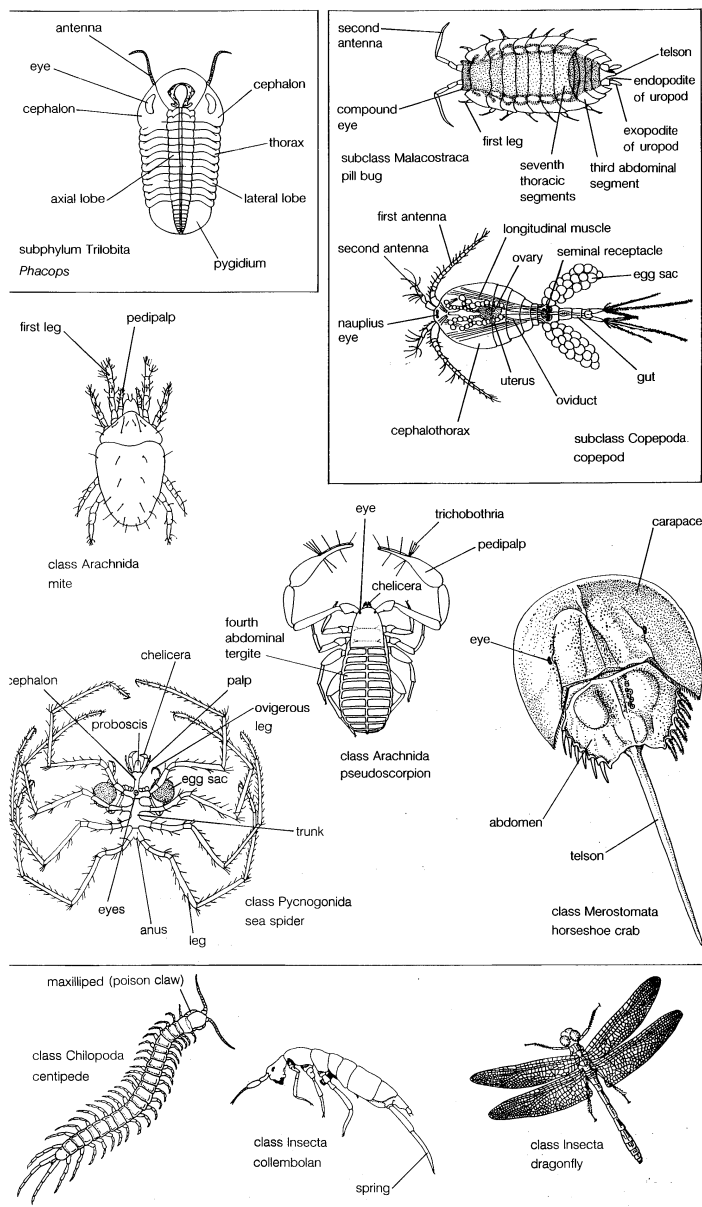 antenna
eye
cephalon
cephalon
thorax
axial lobe
lateral lobe
pygidium
subphylum Trilobita
Phacops
second
antenna
compound
eye
first leg
telson
endopodite
of uropod
exopodite
of uropod
subclass Malacostraca
pill bug
seventh
thoracic
segments
third abdominal
segment
first antenna
longitudinal muscle
second antenna
ovary
seminal receptacle
egg sac
nauplius
eye
uterus
oviduct
gut
cephalothorax
subclass Copepoda.
copepod
first leg
pedipalp
class Arachnida
mite
eye
trichobothria
pedipalp
chelicera
fourth
abdominal
tergite
class Arachnida
pseudoscorpion
carapace
eye
abdomen
telson
class Merostomata
horseshoe crab
chelicera
cephalon
palp
proboscis
ovigerous
leg
egg sac
trunk
eyes
anus
leg
class Pycnogonida
sea spider
maxilliped (poison claw)
class Chilopoda
centipede
class Insecta
collembolan
spring
class Insecta
dragonfly